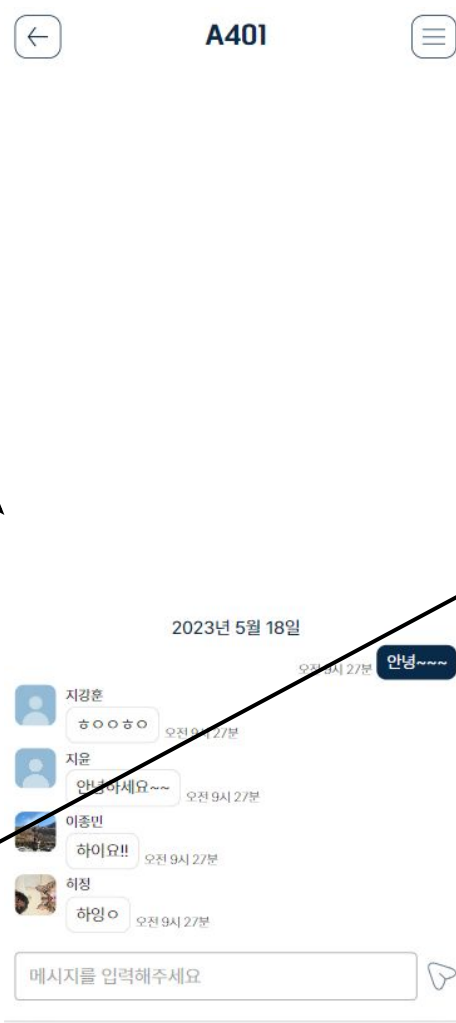 A401
2023년 5월 18일
오전 9시 27분 안녕~~~
지강훈
ㅎㅇㅇㅎㅇ 오전 9시 27분
지윤
안녕하세요~~ 오전 9시 27분
이종민
하이요!! 오전 9시 27분
히정
하잉ㅇ 오전 9시 27분
메시지를 입력해주세요